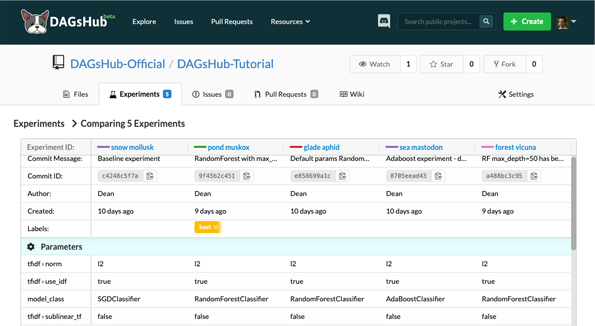 DAGsHub beta Explore Issues Pull Requests Resources Search public projects... + Create
DAGsHub-Official / DAGsHub-Tutorial Watch 1 Star 0 Fork 0
Files Experiments 5 Issues 0 Pull Requests 0 Wiki Settings
Experiments > Comparing 5 Experiments
Experiment ID: snow mollusk pond muskox glade aphid sea mastodon forest vicuna
Commit Message: Baseline experiment RandomForest with max_... Default params Random... Adaboost experiment - d... RF max_depth=50 has be...
Commit ID: c4248c5f7a 9f45b2c451 e858699a1c 8705eead43 a488bc3c95
Author: Dean Dean Dean Dean Dean
Created: 10 days ago 9 days ago 10 days ago 10 days ago 9 days ago
Labels: best ×
Parameters
tfidf › norm l2 l2 l2 l2 l2
tfidf › use_idf true true true true true
model_class SGDClassifier RandomForestClassifier RandomForestClassifier AdaBoostClassifier RandomForestClassifier
tfidf › sublinear_tf false false false false false